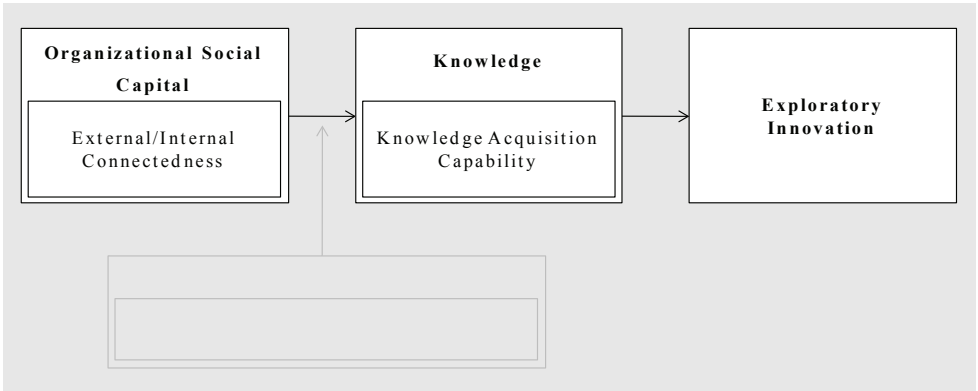 Organizational Social
Capital
External/Internal
Connectedness
Knowledge
Knowledge Acquisition
Capability
Exploratory
Innovation